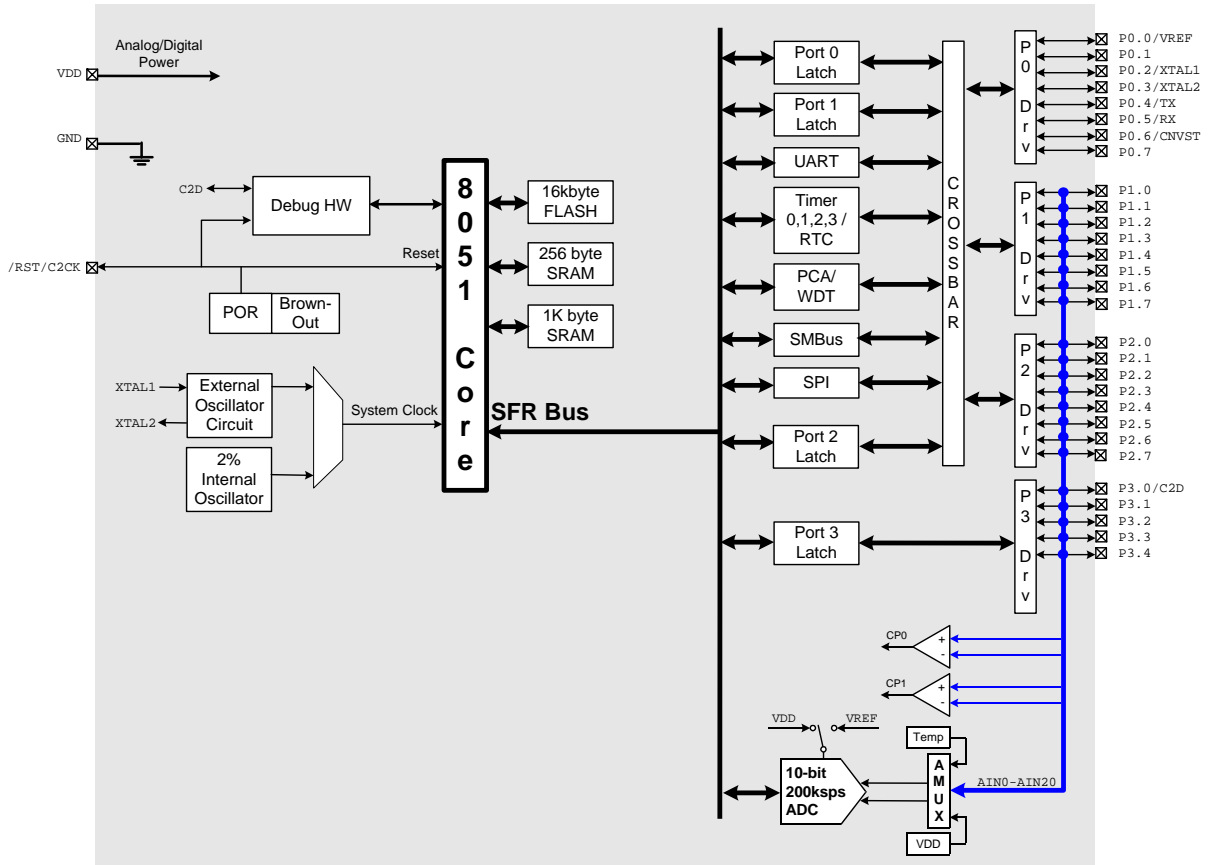 Analog/Digital
Power
VDD
GND
C2D
Debug HW
/RST/C2CK
Reset
POR
Brown-
Out
XTAL1
XTAL2
External
Oscillator
Circuit
2%
Internal
Oscillator
System Clock
8
0
5
1
C
o
r
e
16kbyte
FLASH
256 byte
SRAM
1K byte
SRAM
SFR Bus
Port 0
Latch
Port 1
Latch
UART
Timer
0,1,2,3 /
RTC
PCA/
WDT
SMBus
SPI
Port 2
Latch
Port 3
Latch
C
R
O
S
S
B
A
R
P
0
D
r
v
P0.0/VREF
P0.1
P0.2/XTAL1
P0.3/XTAL2
P0.4/TX
P0.5/RX
P0.6/CNVST
P0.7
P
1
D
r
v
P1.0
P1.1
P1.2
P1.3
P1.4
P1.5
P1.6
P1.7
P
2
D
r
v
P2.0
P2.1
P2.2
P2.3
P2.4
P2.5
P2.6
P2.7
P
3
D
r
v
P3.0/C2D
P3.1
P3.2
P3.3
P3.4
CP0
+
-
CP1
+
-
VDD
VREF
Temp
10-bit
200ksps
ADC
A
M
U
X
AIN0-AIN20
VDD